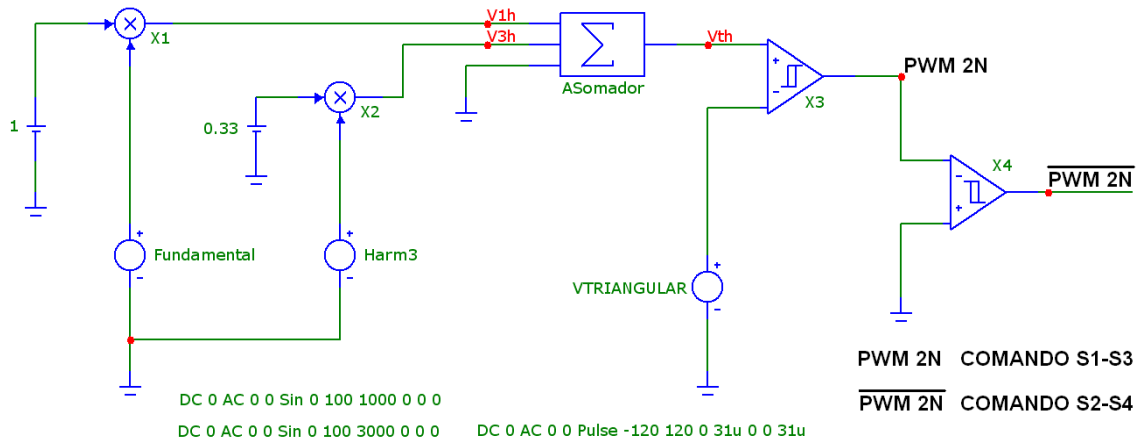 X1
V1h
V3h
Vth
ASomador
X3
PWM 2N
X2
1
0.33
X4
PWM 2N
Fundamental
Harm3
VTRIANGULAR
PWM 2N COMANDO S1-S3
PWM 2N COMANDO S2-S4
DC 0 AC 0 0 Sin 0 100 1000 0 0 0
DC 0 AC 0 0 Sin 0 100 3000 0 0 0
DC 0 AC 0 0 Pulse -120 120 0 31u 0 0 31u